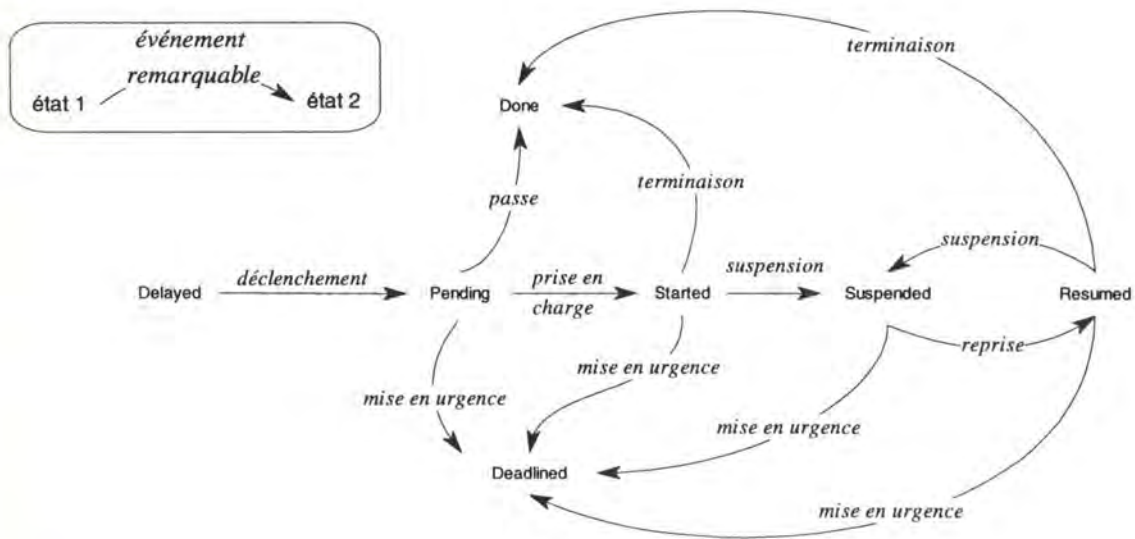 événement
remarquable
état 1
état 2
terminaison
Done
terminaison
passe
suspension
suspension
déclenchement
prise en
charge
Delayed
Pending
Started
Suspended
Resumed
reprise
mise en urgence
mise en urgence
mise en urgence
Deadlined
mise en urgence